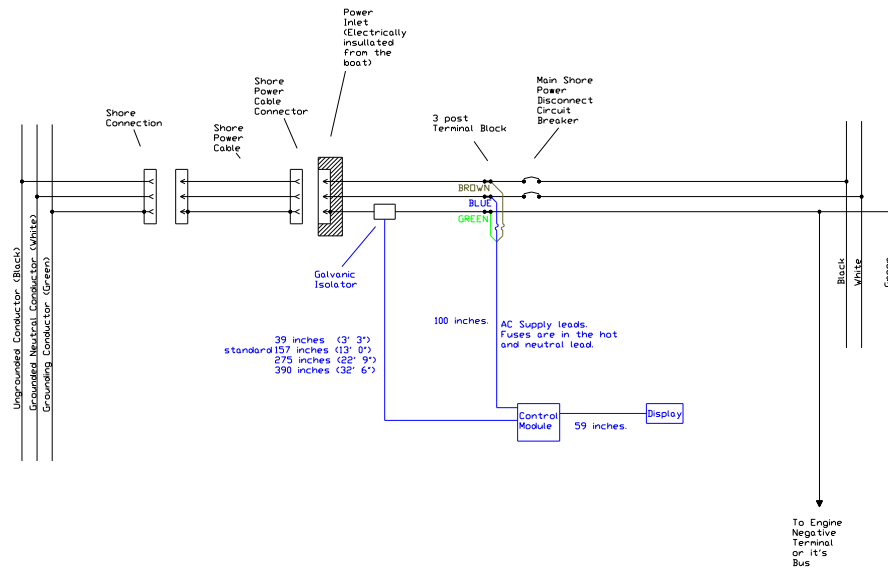 Power
Inlet
(Electrically
insullated
from the
boat)
Shore
Connection
Shore
Power
Cable
Shore
Power
Cable
Connector
3 post
Terminal Block
Main Shore
Power
Disconnect
Circuit
Breaker
BROWN
BLUE
GREEN
Ungrounded Conductor (Black)
Grounded Neutral Conductor (White)
Grounding Conductor (Green)
Galvanic
Isolator
39 inches (3' 3")
standard 157 inches (13' 0")
275 inches (22' 9")
390 inches (32' 6")
100 inches.
AC Supply leads.
Fuses are in the hot
and neutral lead.
Control
Module
59 inches.
Display
Black
White
To Engine
Negative
Terminal
or it's
Bus